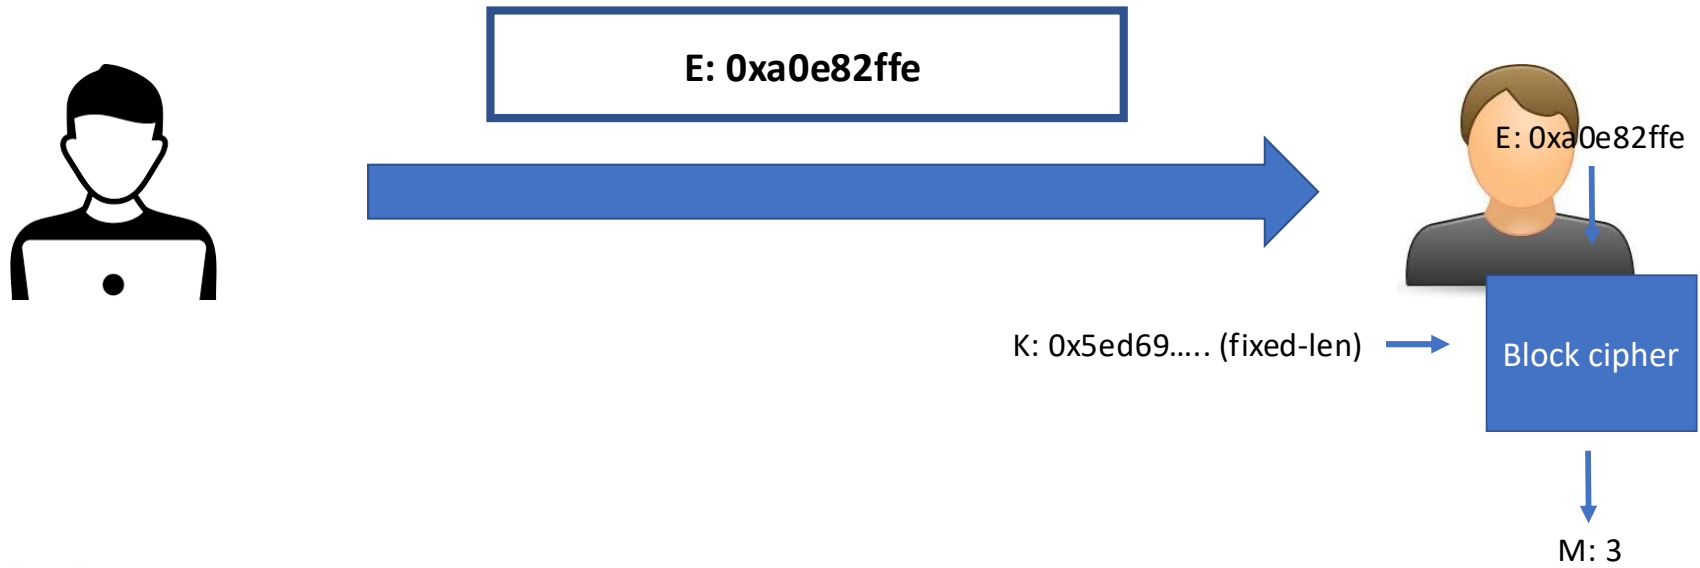 E: 0xa0e82ffe
E: 0xa0e82ffe
K: 0x5ed69..... (fixed-len)
Block cipher
M: 3